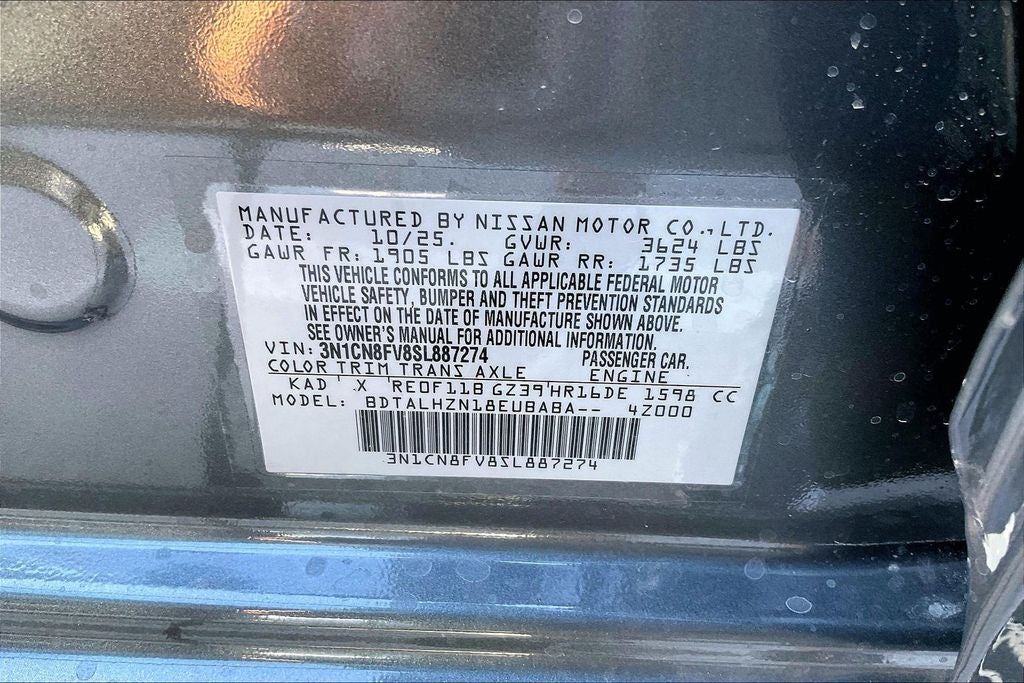 MANUFACTURED BY NISSAN MOTOR CO., LTD.
DATE: 10/25. GVWR: 3624 LBS
GAWR FR: 1905 LBS GAWR RR: 1735 LBS
THIS VEHICLE CONFORMS TO ALL APPLICABLE FEDERAL MOTOR
VEHICLE SAFETY, BUMPER AND THEFT PREVENTION STANDARDS
IN EFFECT ON THE DATE OF MANUFACTURE SHOWN ABOVE.
SEE OWNER'S MANUAL FOR ADDITIONAL INFORMATION.
VIN: 3N1CN8FV8SL887274 PASSENGER CAR.
COLOR TRIM TRANS AXLE ENGINE
KAD ' X ' RE0F11B GZ39 ' HR16DE 1598 CC
MODEL: BDTALHZN18EUBABA-- 4Z000
3N1CN8FV8SL887274